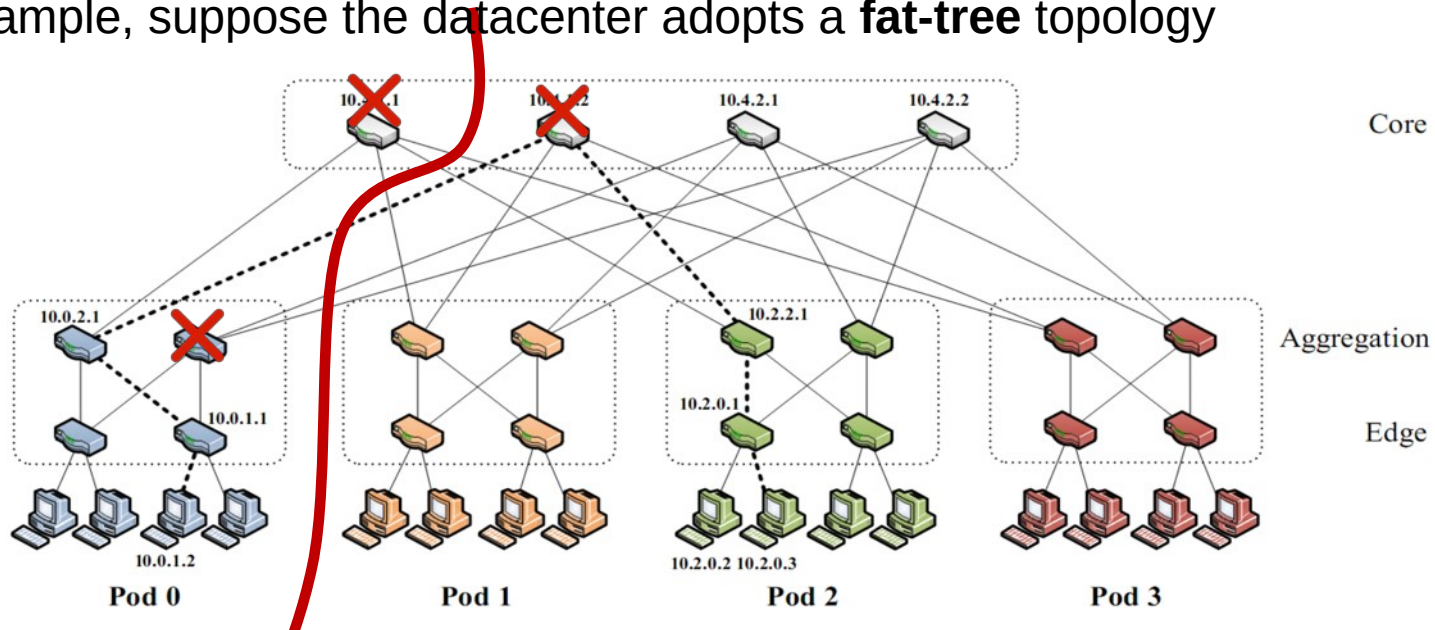 ample, suppose the datacenter adopts a fat-tree topology
10.4.2.1
10.4.2.2
Core
10.0.2.1
10.2.2.1
Aggregation
10.0.1.1
10.2.0.1
Edge
10.0.1.2
10.2.0.2 10.2.0.3
Pod 0
Pod 1
Pod 2
Pod 3